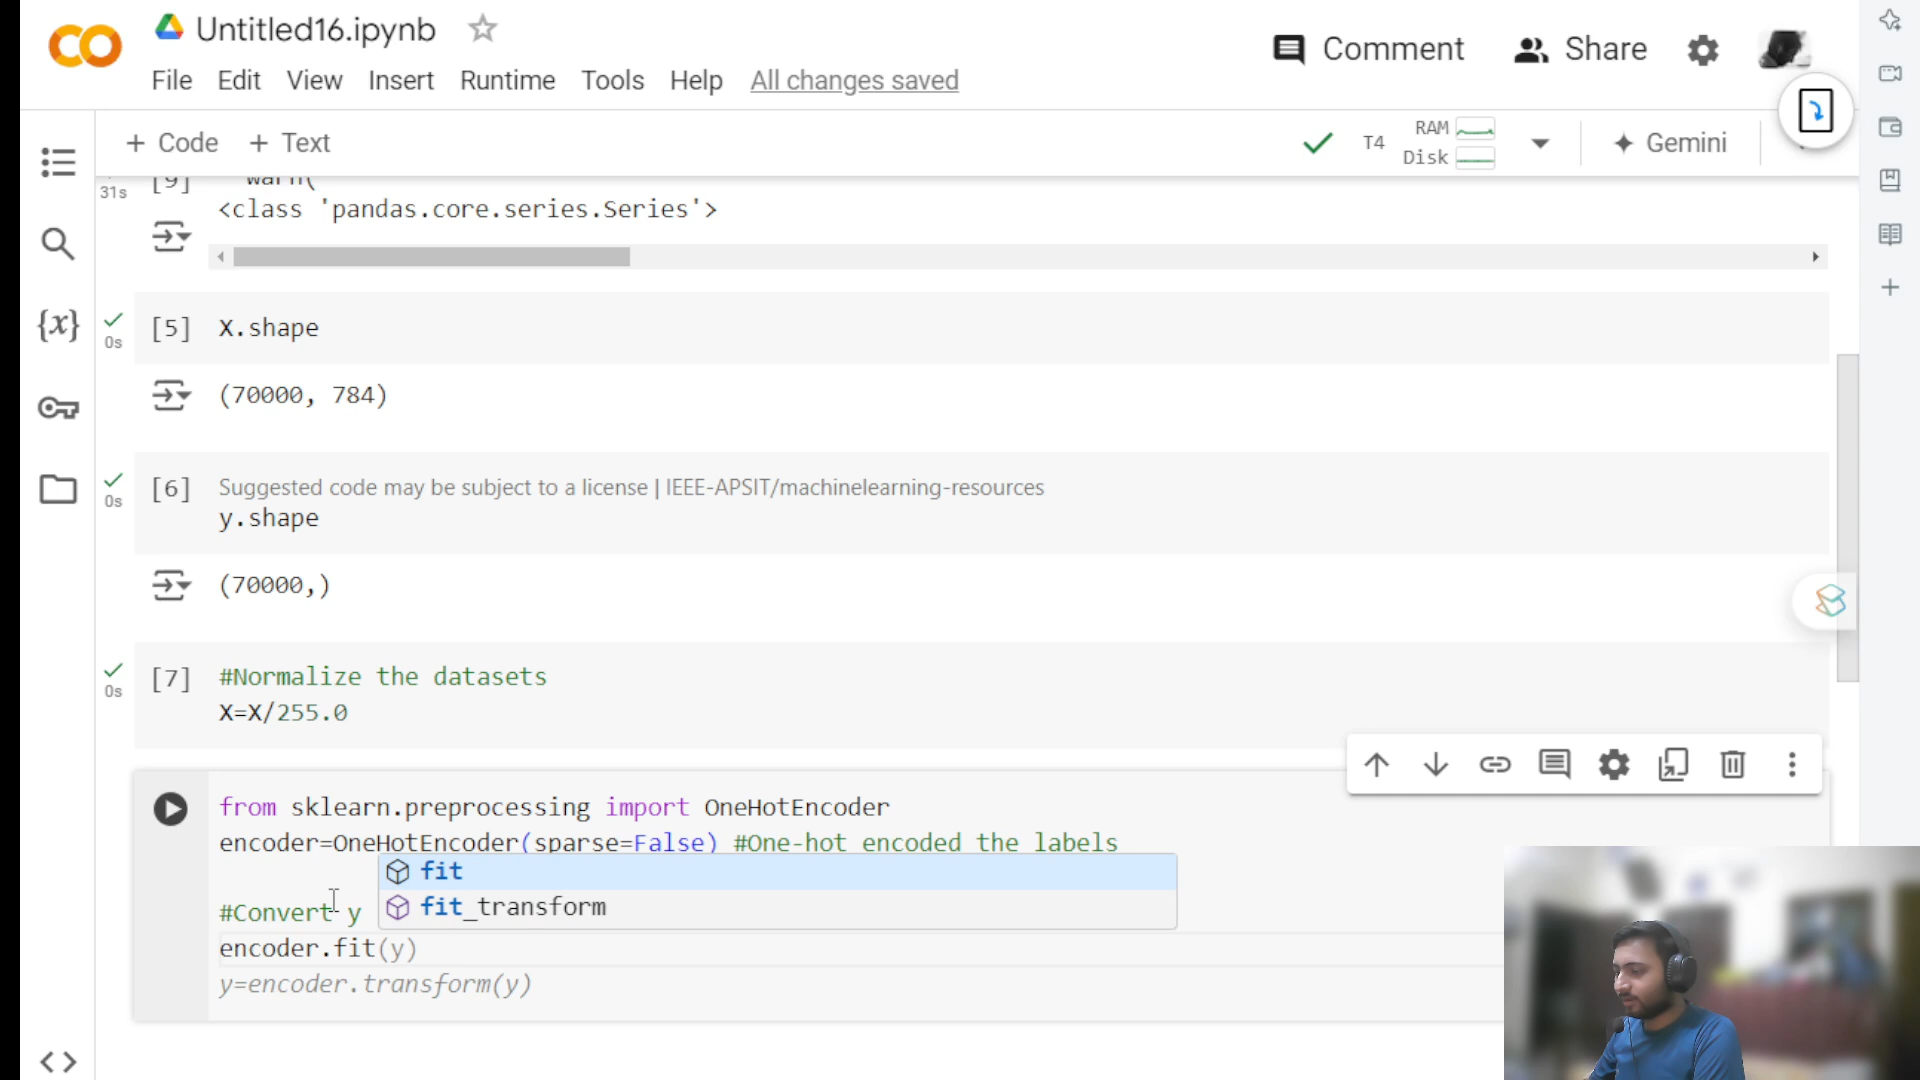 Untitled16.ipynb
Comment
Share
File Edit View Insert Runtime Tools Help All changes saved
+ Code + Text
T4
RAM
Disk
Gemini
31s
[9]
warn(
<class 'pandas.core.series.Series'>
{x}
0s
[5]
X.shape
(70000, 784)
0s
[6]
Suggested code may be subject to a license | IEEE-APSIT/machinelearning-resources
y.shape
(70000,)
0s
[7]
#Normalize the datasets
X=X/255.0
from sklearn.preprocessing import OneHotEncoder
encoder=OneHotEncoder(sparse=False) #One-hot encoded the labels
fit
fit_transform
#Convert y
encoder.fit(y)
y=encoder.transform(y)